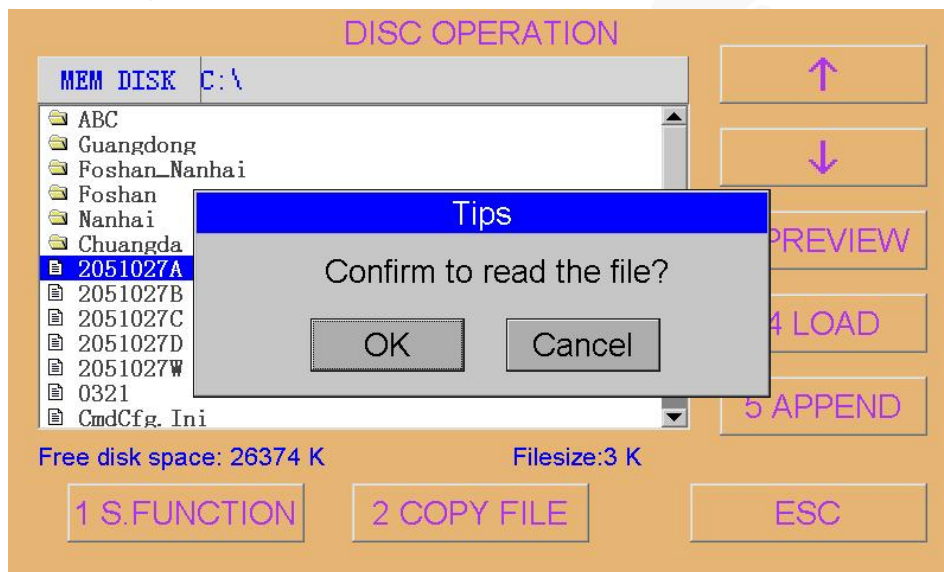 DISC OPERATION
MEM DISK C:\
ABC
Guangdong
Foshan_Nanhai
Foshan
Nanhai
Chuangda
2051027A
2051027B
2051027C
2051027D
2051027W
0321
CmdCfg.Ini
Tips
Confirm to read the file?
OK Cancel
↑
↓
PREVIEW
4 LOAD
5 APPEND
Free disk space: 26374 K Filesize:3 K
1 S.FUNCTION 2 COPY FILE ESC